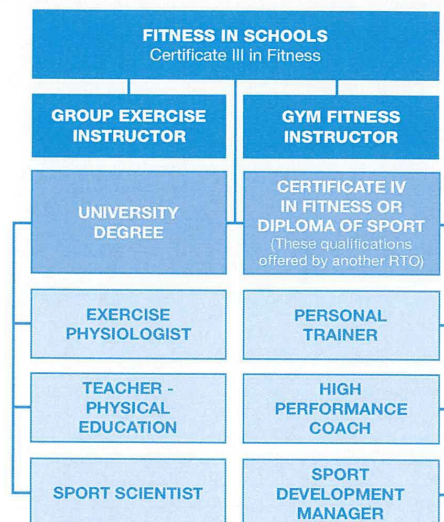 FITNESS IN SCHOOLS
Certificate III in Fitness
GROUP EXERCISE
INSTRUCTOR
GYM FITNESS
INSTRUCTOR
UNIVERSITY
DEGREE
CERTIFICATE IV
IN FITNESS OR
DIPLOMA OF SPORT
(These qualifications
offered by another RTO)
EXERCISE
PHYSIOLOGIST
PERSONAL
TRAINER
TEACHER -
PHYSICAL
EDUCATION
HIGH
PERFORMANCE
COACH
SPORT SCIENTIST
SPORT
DEVELOPMENT
MANAGER